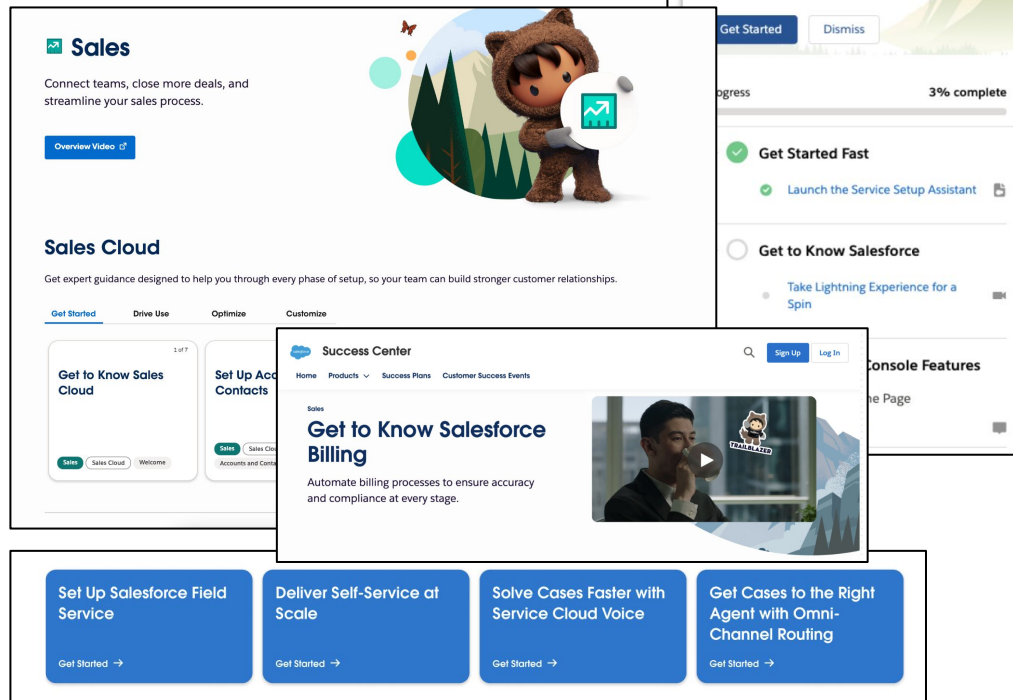 Sales
Connect teams, close more deals, and
streamline your sales process.
Overview Video
Sales Cloud
Get expert guidance designed to help you through every phase of setup, so your team can build stronger customer relationships.
Get Started Drive Use Optimize Customize
1 of 7
Get to Know Sales
Cloud
Sales Sales Cloud Welcome
Set Up
Contacts
Sales Sales
Accounts and
Get Started Dismiss
3% complete
Get Started Fast
Launch the Service Setup Assistant
Get to Know Salesforce
Take Lightning Experience for a
Spin
Console Features
Page
salesforce Success Center
Sign Up Log In
Home Products Success Plans Customer Success Events
Sales
Get to Know Salesforce
Billing
Automate billing processes to ensure accuracy
and compliance at every stage.
TRAILBLAZER
Set Up Salesforce Field
Service
Get Started →
Deliver Self-Service at
Scale
Get Started →
Solve Cases Faster with
Service Cloud Voice
Get Started →
Get Cases to the Right
Agent with Omni-
Channel Routing
Get Started →